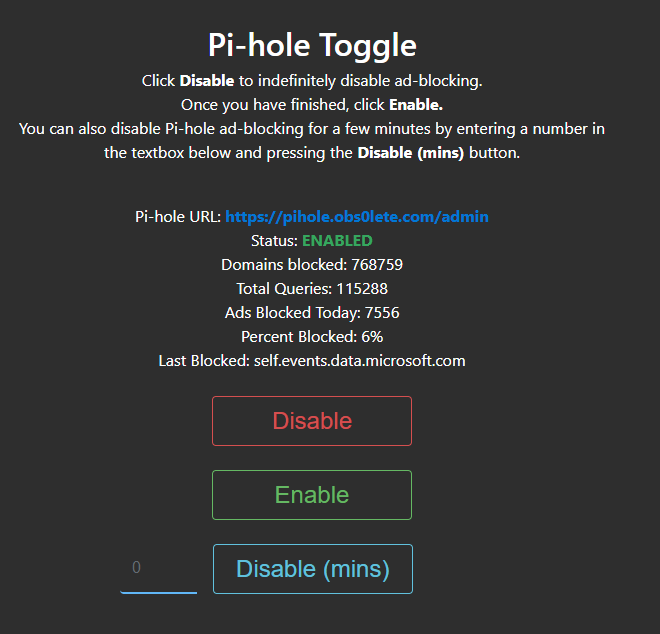 Pi-hole Toggle
Click Disable to indefinitely disable ad-blocking.
Once you have finished, click Enable.
You can also disable Pi-hole ad-blocking for a few minutes by entering a number in
the textbox below and pressing the Disable (mins) button.
Pi-hole URL: https://pihole.obs0lete.com/admin
Status: ENABLED
Domains blocked: 768759
Total Queries: 115288
Ads Blocked Today: 7556
Percent Blocked: 6%
Last Blocked: self.events.data.microsoft.com
Disable
Enable
0 Disable (mins)